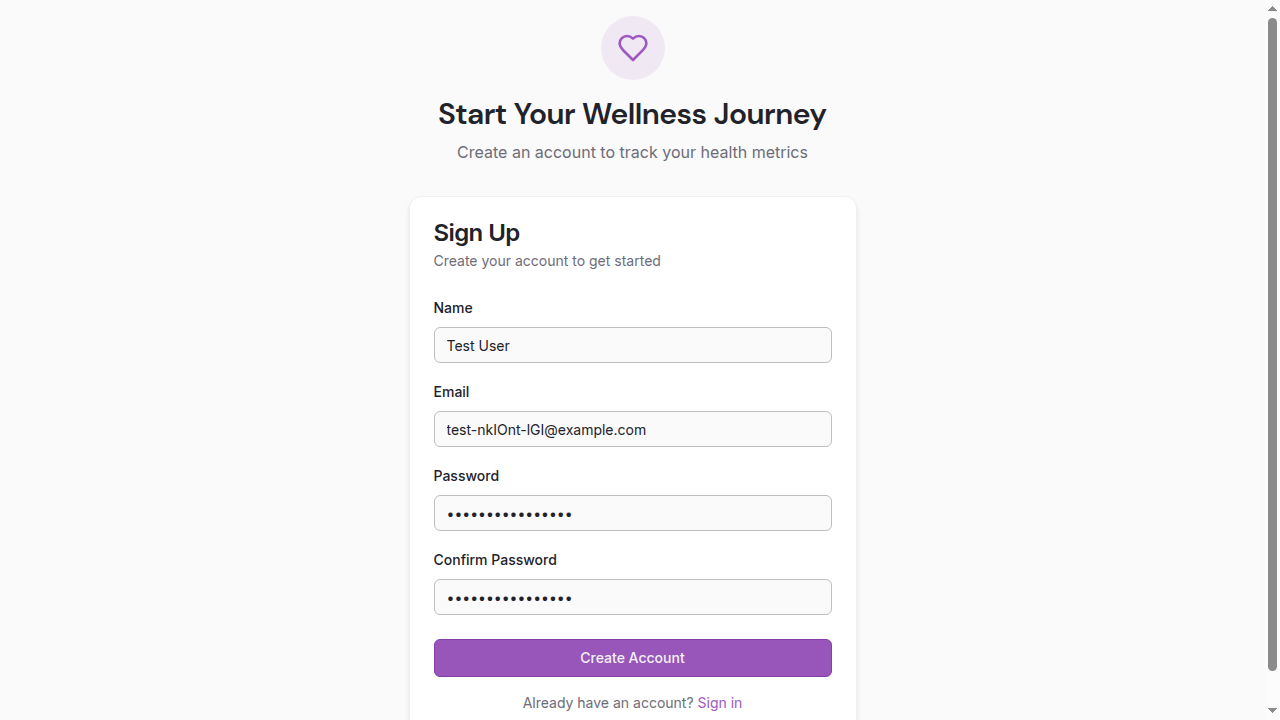 Start Your Wellness Journey
Create an account to track your health metrics
Sign Up
Create your account to get started
Name
Test User
Email
test-nklOnt-lGl@example.com
Password
••••••••••••••••
Confirm Password
••••••••••••••••
Create Account
Already have an account? Sign in